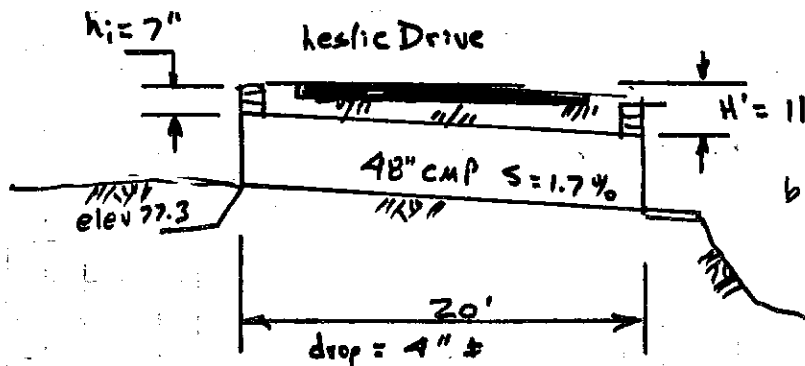 hi = 7"
Leslie Drive
H' = 11
48" CMP S = 1.7 %
b
elev 77.3
20'
drop = 4" ±